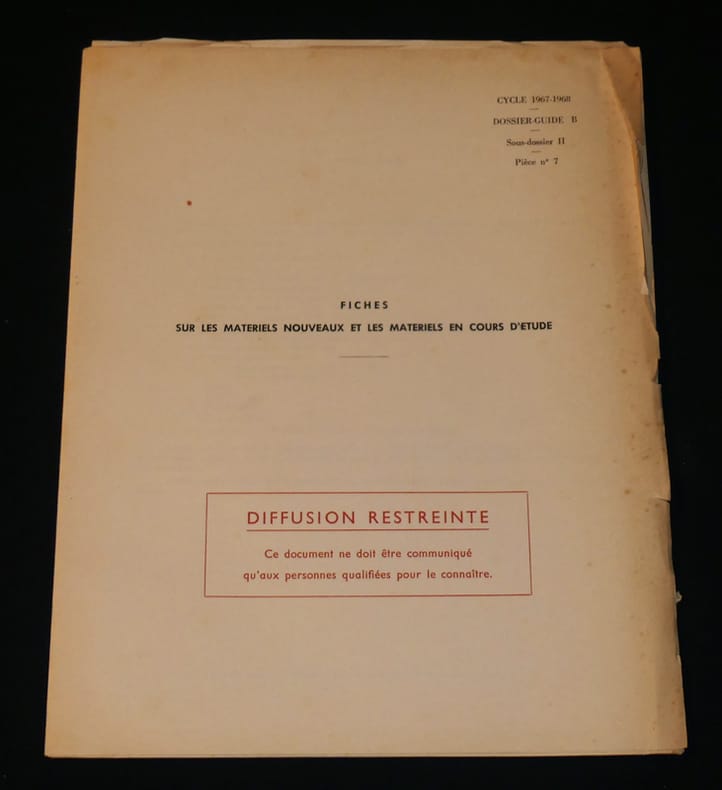 CYCLE 1967-1968
DOSSIER-GUIDE B
Sous-dossier II
Pièce n° 7
FICHES
SUR LES MATERIELS NOUVEAUX ET LES MATERIELS EN COURS D'ETUDE
DIFFUSION RESTREINTE
Ce document ne doit être communiqué
qu'aux personnes qualifiées pour le connaître.